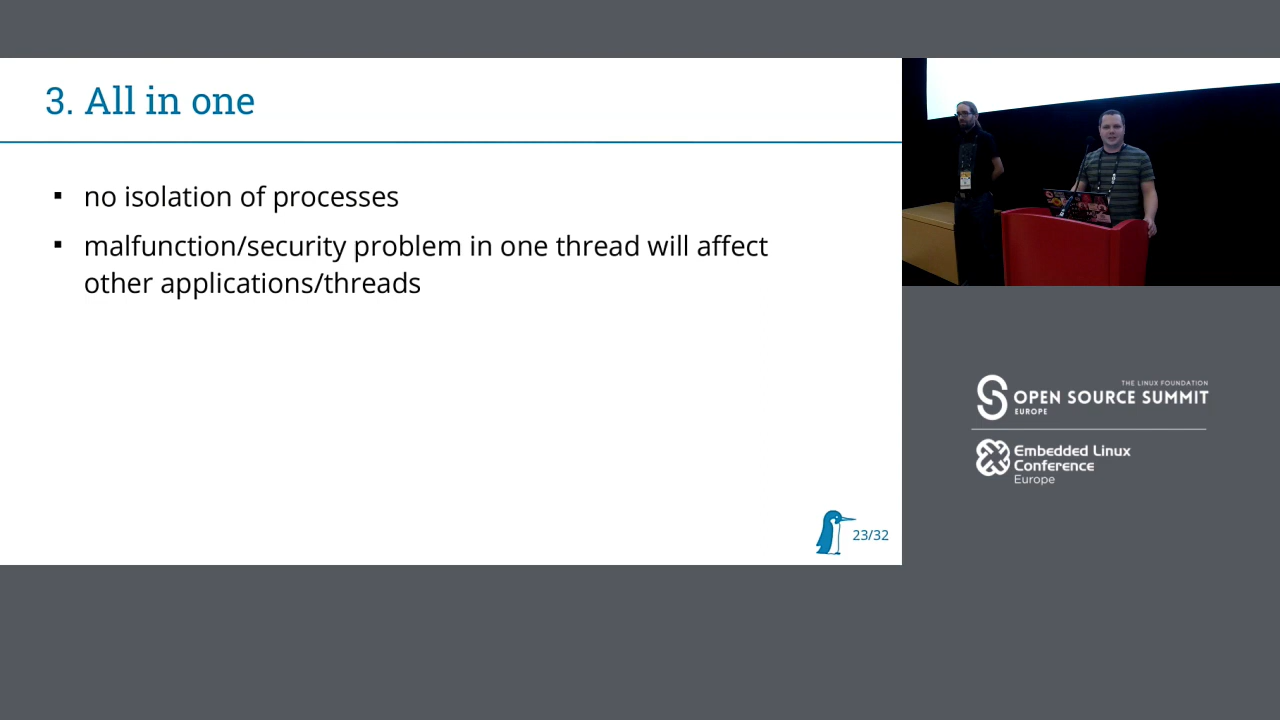 3. All in one
▪ no isolation of processes
▪ malfunction/security problem in one thread will affect
other applications/threads
23/32
THE LINUX FOUNDATION
OPEN SOURCE SUMMIT
EUROPE
Embedded Linux
Conference
Europe